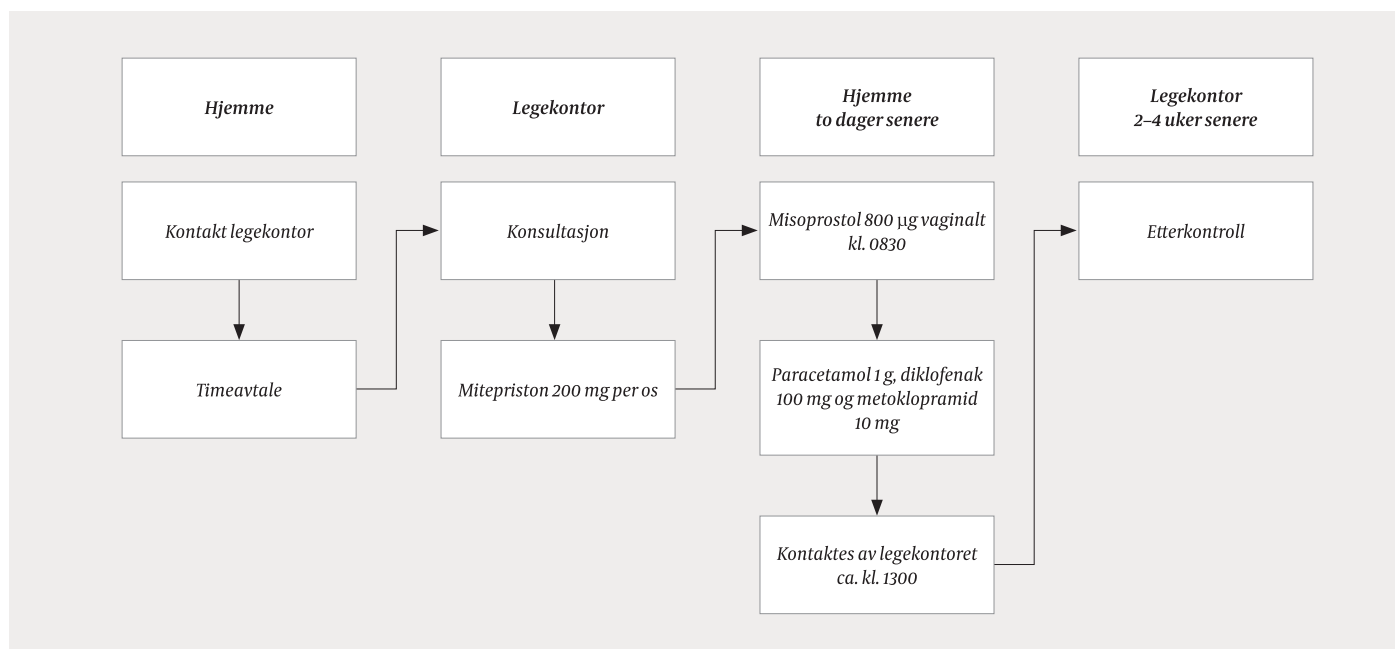 Hjemme
Legekontor
Hjemme
to dager senere
Legekontor
2–4 uker senere
Kontakt legekontor
Timeavtale
Konsultasjon
Mitepriston 200 mg per os
Misoprostol 800 µg vaginalt
kl. 0830
Paracetamol 1 g, diklofenak
100 mg og metoklopramid
10 mg
Kontaktes av legekontoret
ca. kl. 1300
Etterkontroll